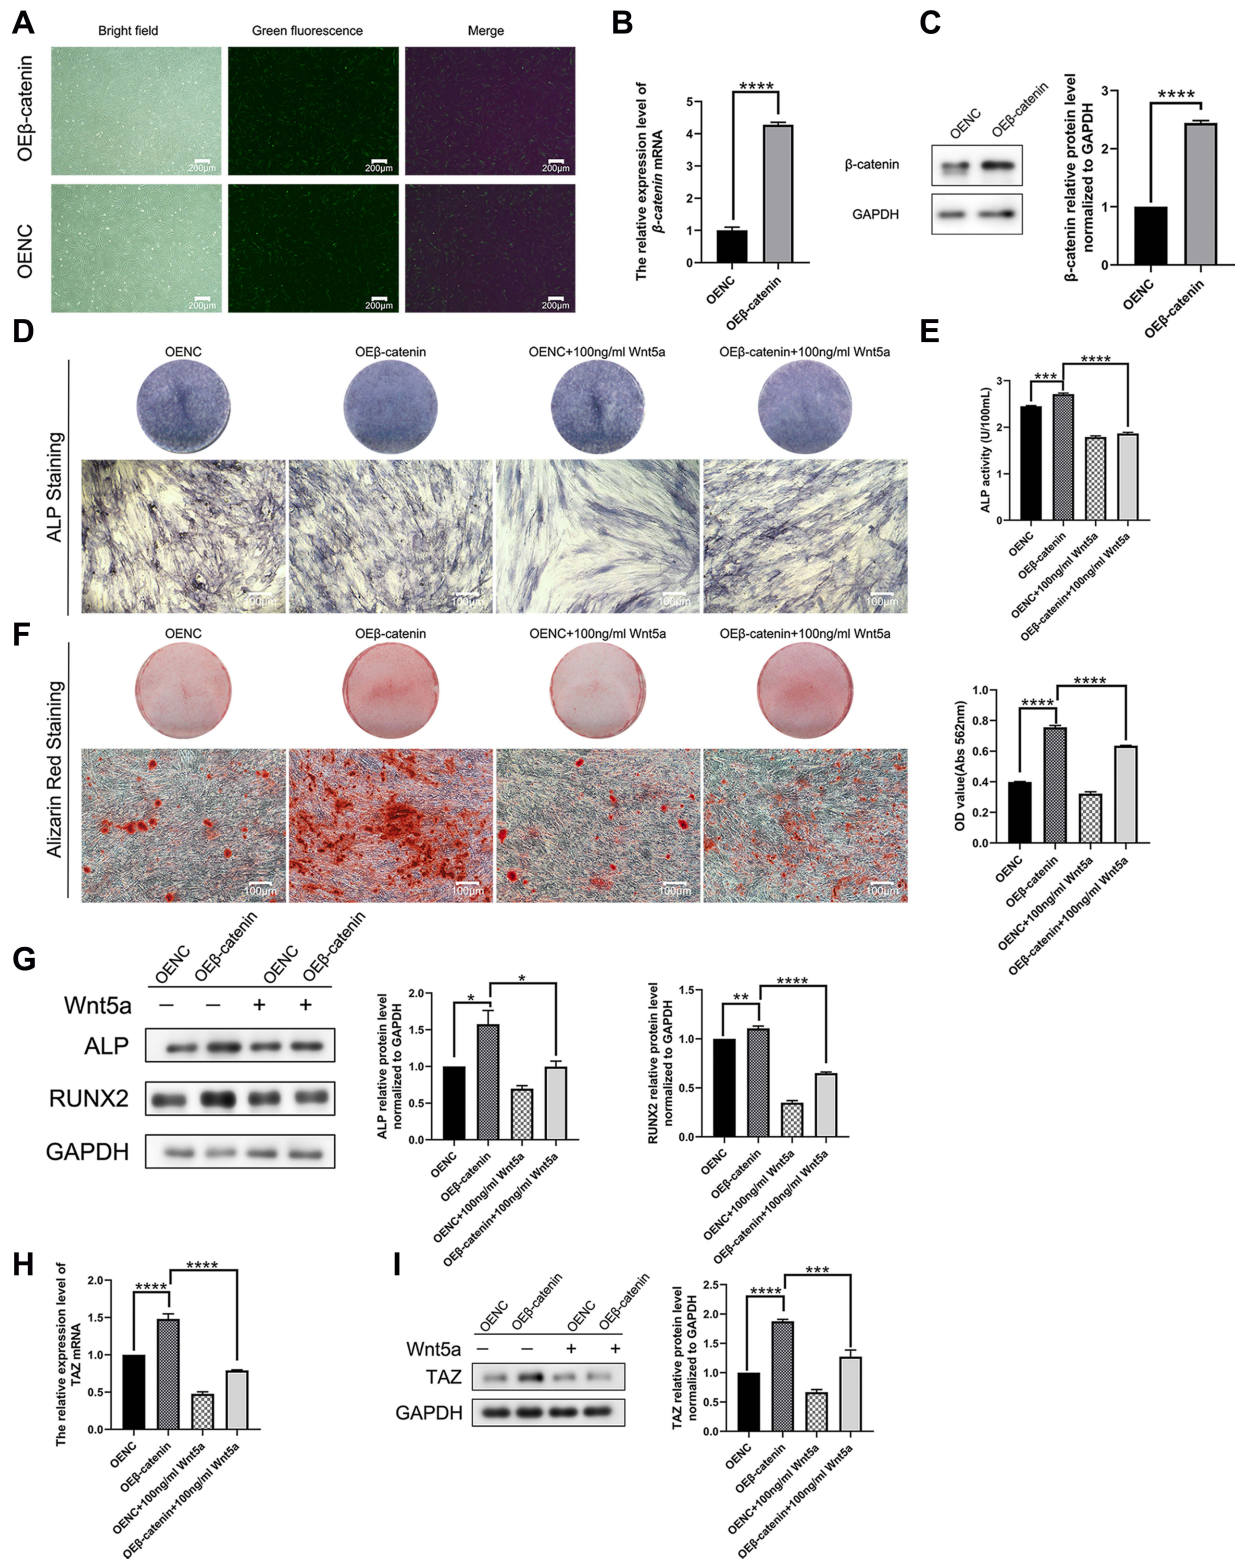 A
Bright field
Green fluorescence
Merge
OEβ-catenin
200μm
200μm
200μm
OENC
200μm
200μm
200μm
B
The relative expression level of
β-catenin mRNA
5
4
3
2
1
0
****
OENC
OEβ-catenin
C
OENC
OEβ-catenin
β-catenin
GAPDH
β-catenin relative protein level
normalized to GAPDH
3
2
1
0
****
OENC
OEβ-catenin
D
ALP Staining
OENC
OEβ-catenin
OENC+100ng/ml Wnt5a
OEβ-catenin+100ng/ml Wnt5a
100μm
100μm
100μm
100μm
E
ALP activity (U/100mL)
3
2
1
0
***
****
OENC
OEβ-catenin
OENC+100ng/ml Wnt5a
OEβ-catenin+100ng/ml Wnt5a
F
Alizarin Red Staining
OENC
OEβ-catenin
OENC+100ng/ml Wnt5a
OEβ-catenin+100ng/ml Wnt5a
100μm
100μm
100μm
100μm
OD value(Abs 562nm)
1.0
0.8
0.6
0.4
0.2
0.0
****
****
OENC
OEβ-catenin
OENC+100ng/ml Wnt5a
OEβ-catenin+100ng/ml Wnt5a
G
OENC
OEβ-catenin
OENC
OEβ-catenin
Wnt5a − − + +
ALP
RUNX2
GAPDH
ALP relative protein level
normalized to GAPDH
2.0
1.5
1.0
0.5
0.0
*
*
OENC
OEβ-catenin
OENC+100ng/ml Wnt5a
OEβ-catenin+100ng/ml Wnt5a
RUNX2 relative protein level
normalized to GAPDH
1.5
1.0
0.5
0.0
**
****
OENC
OEβ-catenin
OENC+100ng/ml Wnt5a
OEβ-catenin+100ng/ml Wnt5a
H
The relative expression level of
TAZ mRNA
2.0
1.5
1.0
0.5
0.0
****
****
OENC
OEβ-catenin
OENC+100ng/ml Wnt5a
OEβ-catenin+100ng/ml Wnt5a
I
OENC
OEβ-catenin
OENC
OEβ-catenin
Wnt5a − − + +
TAZ
GAPDH
TAZ relative protein level
normalized to GAPDH
2.5
2.0
1.5
1.0
0.5
0.0
****
***
OENC
OEβ-catenin
OENC+100ng/ml Wnt5a
OEβ-catenin+100ng/ml Wnt5a